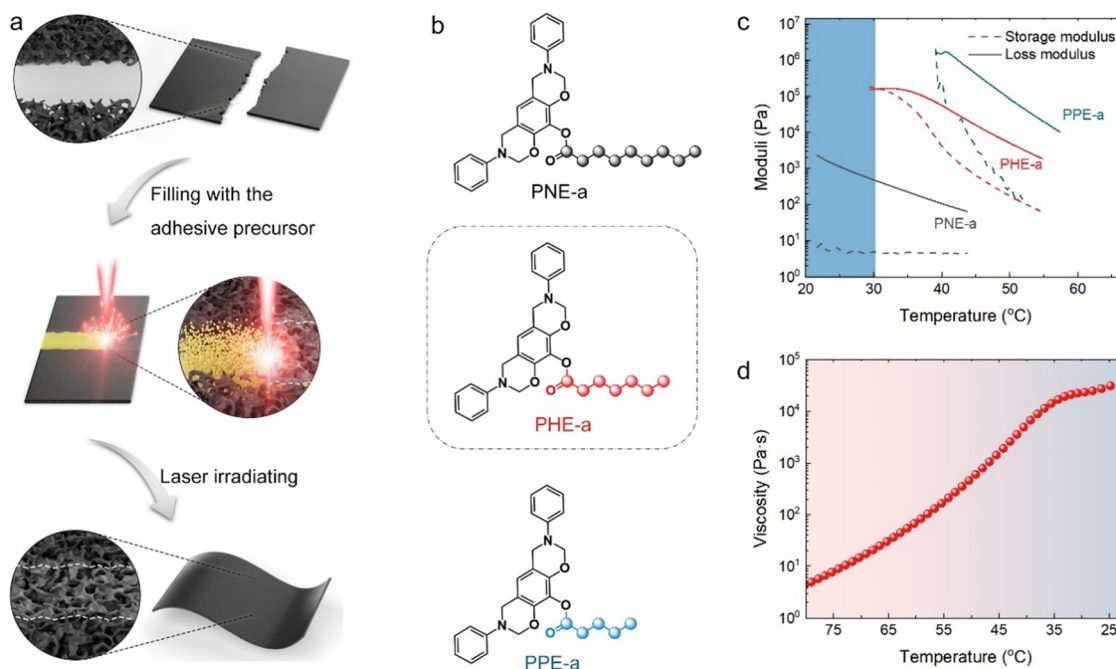 a
Filling with the
adhesive precursor
Laser irradiating
b
N
O
O
N
O
O
PNE-a
N
O
O
N
O
O
PHE-a
N
O
O
N
O
O
PPE-a
c
Moduli (Pa)
10⁷
10⁶
10⁵
10⁴
10³
10²
10¹
10⁰
Storage modulus
Loss modulus
PPE-a
PHE-a
PNE-a
20 30 40 50 60
Temperature (°C)
d
Viscosity (Pa·s)
10⁵
10⁴
10³
10²
10¹
10⁰
75 65 55 45 35 25
Temperature (°C)